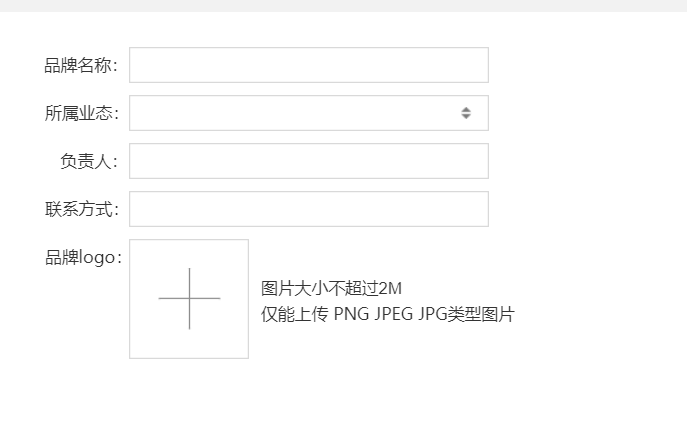 品牌名称：
所属业态：
负责人：
联系方式：
品牌logo：
图片大小不超过2M
仅能上传 PNG JPEG JPG类型图片